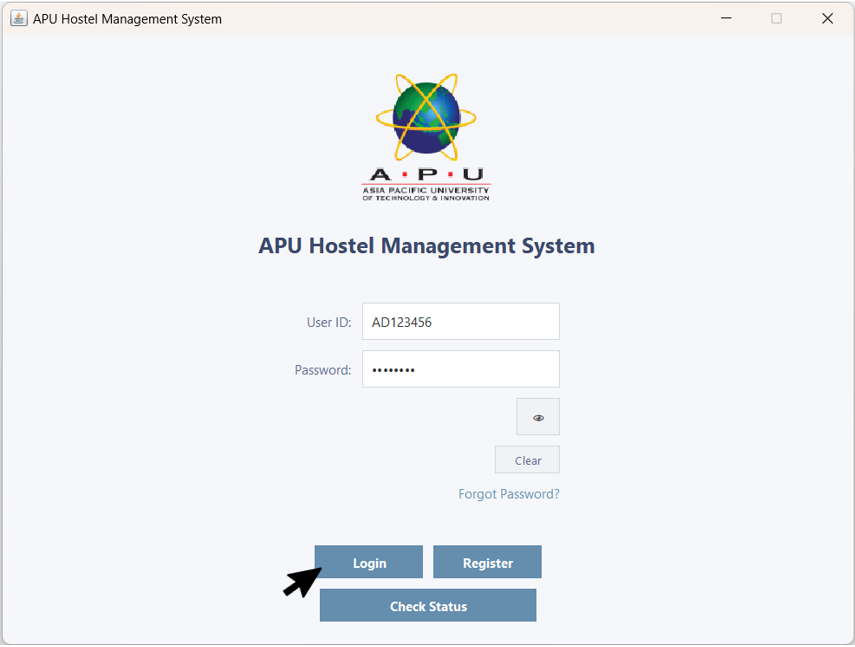 APU Hostel Management System
A · P · U
ASIA PACIFIC UNIVERSITY
OF TECHNOLOGY & INNOVATION
APU Hostel Management System
User ID: AD123456
Password: ••••••••
Clear
Forgot Password?
Login Register
Check Status